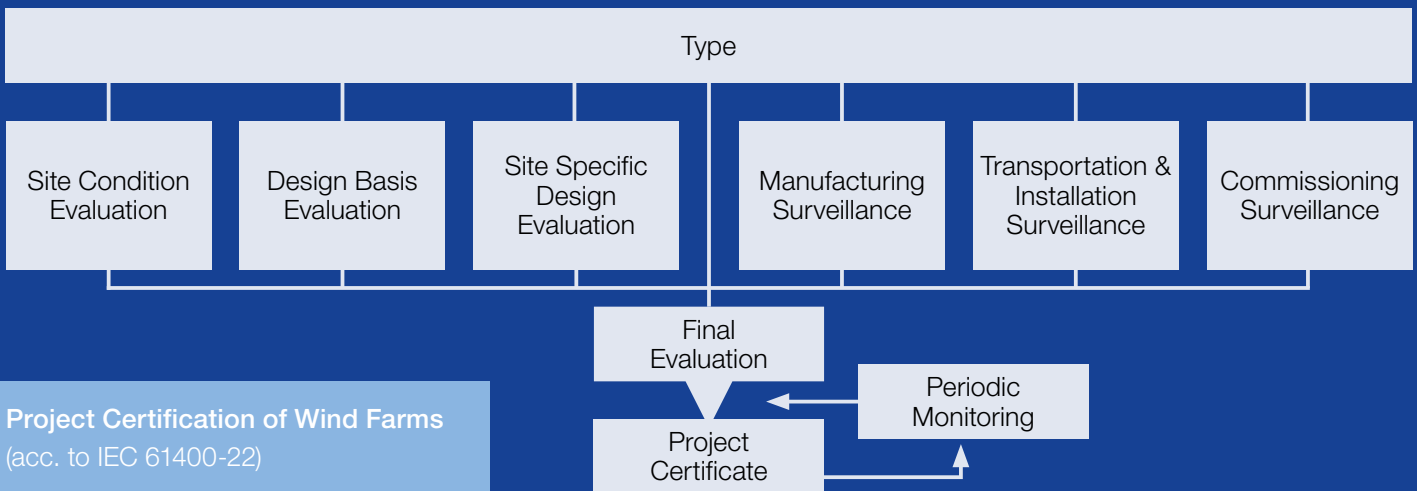 Type
Site Condition
Evaluation
Design Basis
Evaluation
Site Specific
Design
Evaluation
Manufacturing
Surveillance
Transportation &
Installation
Surveillance
Commissioning
Surveillance
Final
Evaluation
Periodic
Monitoring
Project
Certificate
Project Certification of Wind Farms
(acc. to IEC 61400-22)